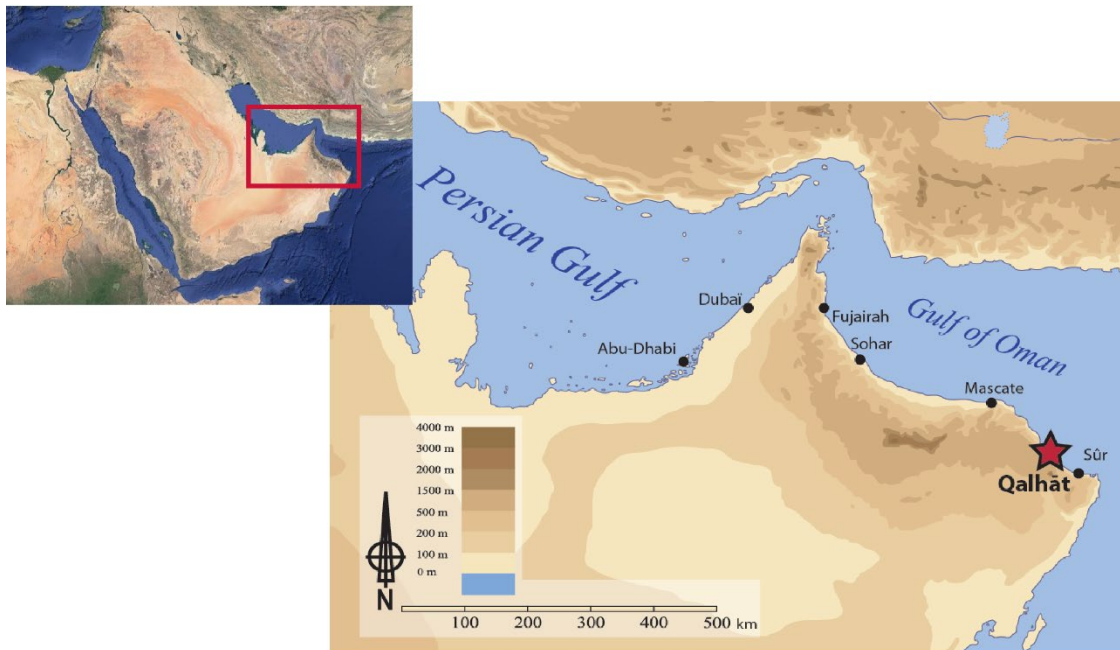 Persian Gulf
Gulf of Oman
Dubaï
Fujairah
Abu-Dhabi
Sohar
Mascate
Sûr
Qalhāt
4000 m
3000 m
2000 m
1500 m
500 m
200 m
100 m
0 m
N
100 200 300 400 500 km